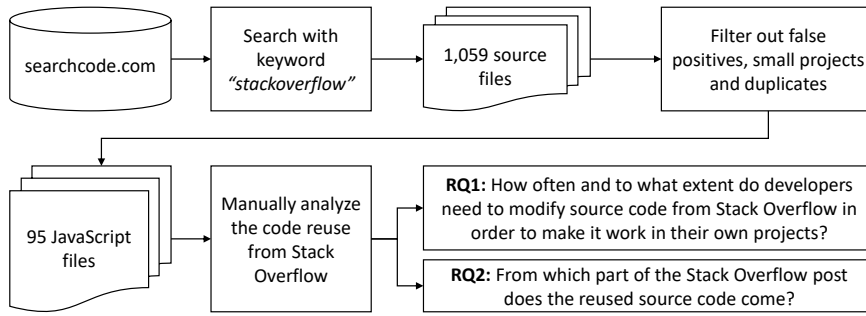 searchcode.com
Search with
keyword
“stackoverflow”
1,059 source
files
Filter out false
positives, small projects
and duplicates
95 JavaScript
files
Manually analyze
the code reuse
from Stack
Overflow
RQ1: How often and to what extent do developers
need to modify source code from Stack Overflow in
order to make it work in their own projects?
RQ2: From which part of the Stack Overflow post
does the reused source code come?